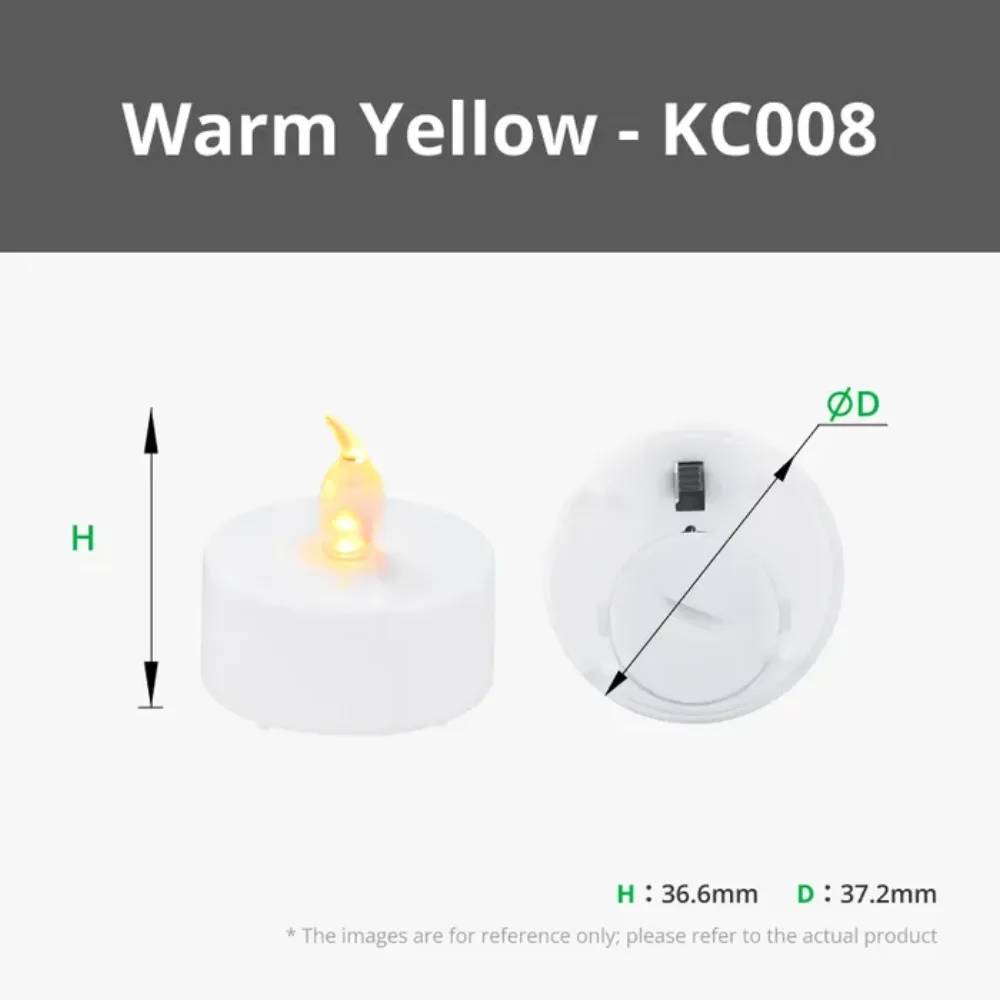 Warm Yellow - KC008
ØD
H
H：36.6mm D：37.2mm
* The images are for reference only; please refer to the actual product